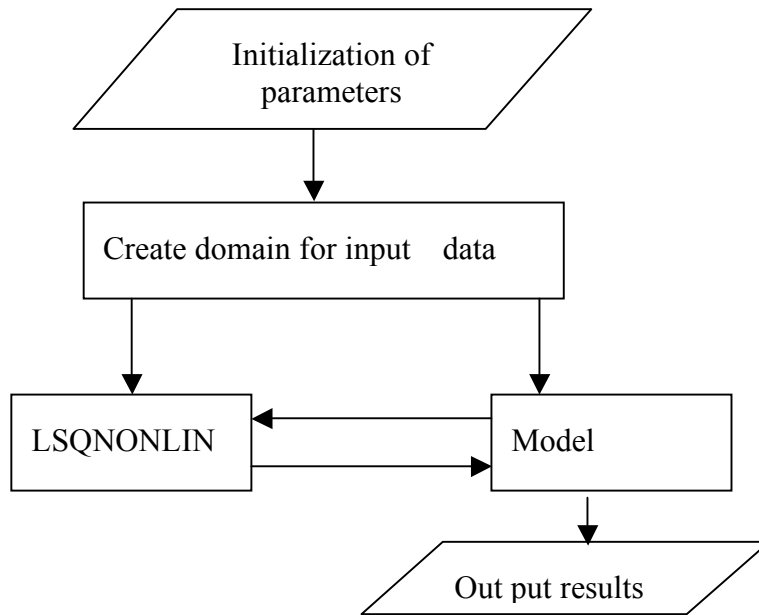 Initialization of
parameters
Create domain for input data
LSQNONLIN
Model
Out put results